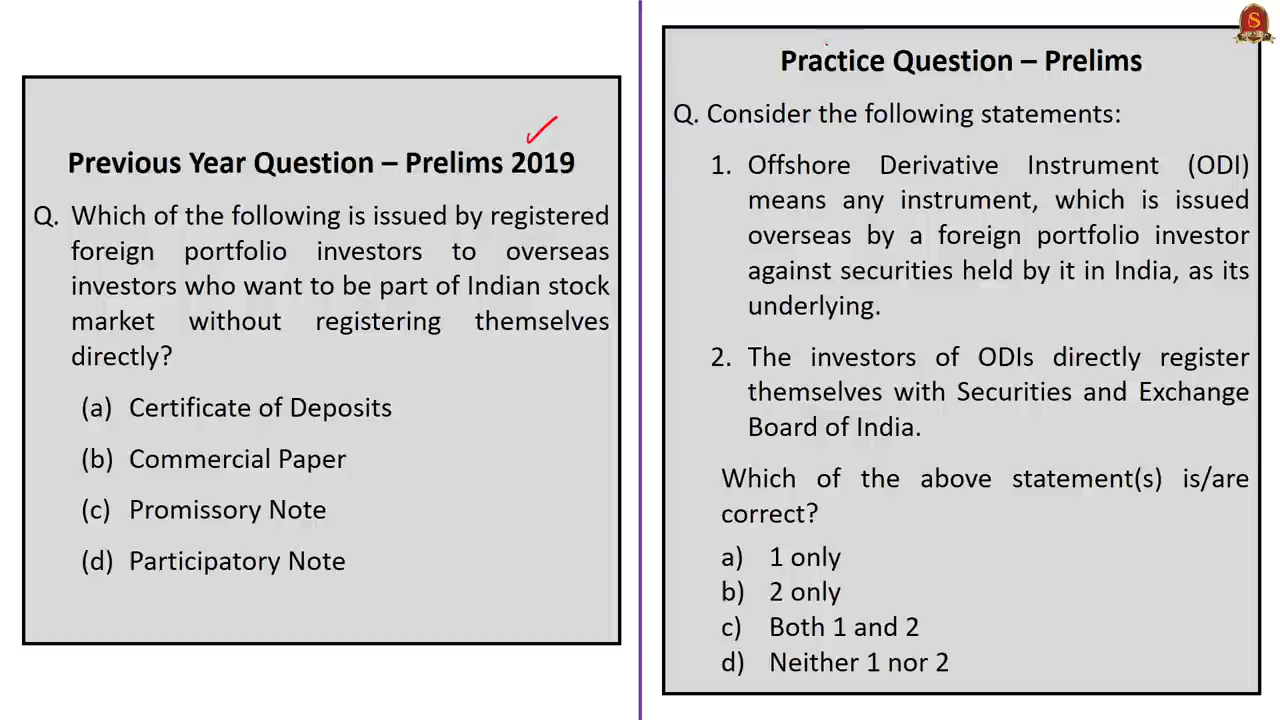 Previous Year Question – Prelims 2019
Q. Which of the following is issued by registered
foreign portfolio investors to overseas
investors who want to be part of Indian stock
market without registering themselves
directly?
(a) Certificate of Deposits
(b) Commercial Paper
(c) Promissory Note
(d) Participatory Note
Practice Question – Prelims
Q. Consider the following statements:
1. Offshore Derivative Instrument (ODI)
means any instrument, which is issued
overseas by a foreign portfolio investor
against securities held by it in India, as its
underlying.
2. The investors of ODIs directly register
themselves with Securities and Exchange
Board of India.
Which of the above statement(s) is/are
correct?
a) 1 only
b) 2 only
c) Both 1 and 2
d) Neither 1 nor 2
S